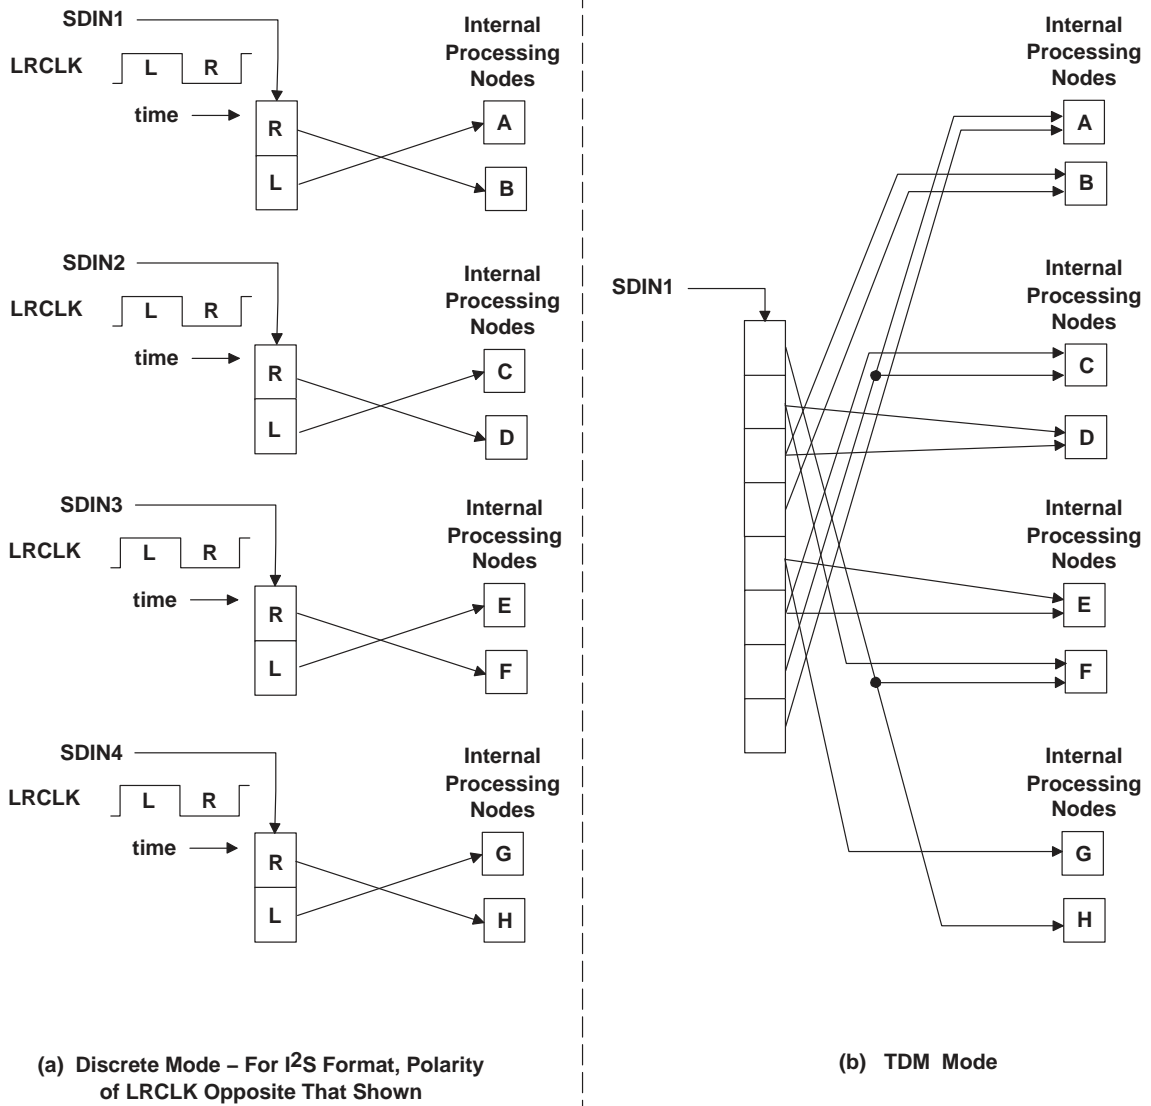 SDIN1
LRCLK
L
R
time
R
L
Internal
Processing
Nodes
A
B
SDIN2
LRCLK
L
R
time
R
L
Internal
Processing
Nodes
C
D
SDIN3
LRCLK
L
R
time
R
L
Internal
Processing
Nodes
E
F
SDIN4
LRCLK
L
R
time
R
L
Internal
Processing
Nodes
G
H
(a) Discrete Mode – For I2S Format, Polarity
of LRCLK Opposite That Shown
SDIN1
Internal
Processing
Nodes
A
B
Internal
Processing
Nodes
C
D
Internal
Processing
Nodes
E
F
Internal
Processing
Nodes
G
H
(b) TDM Mode